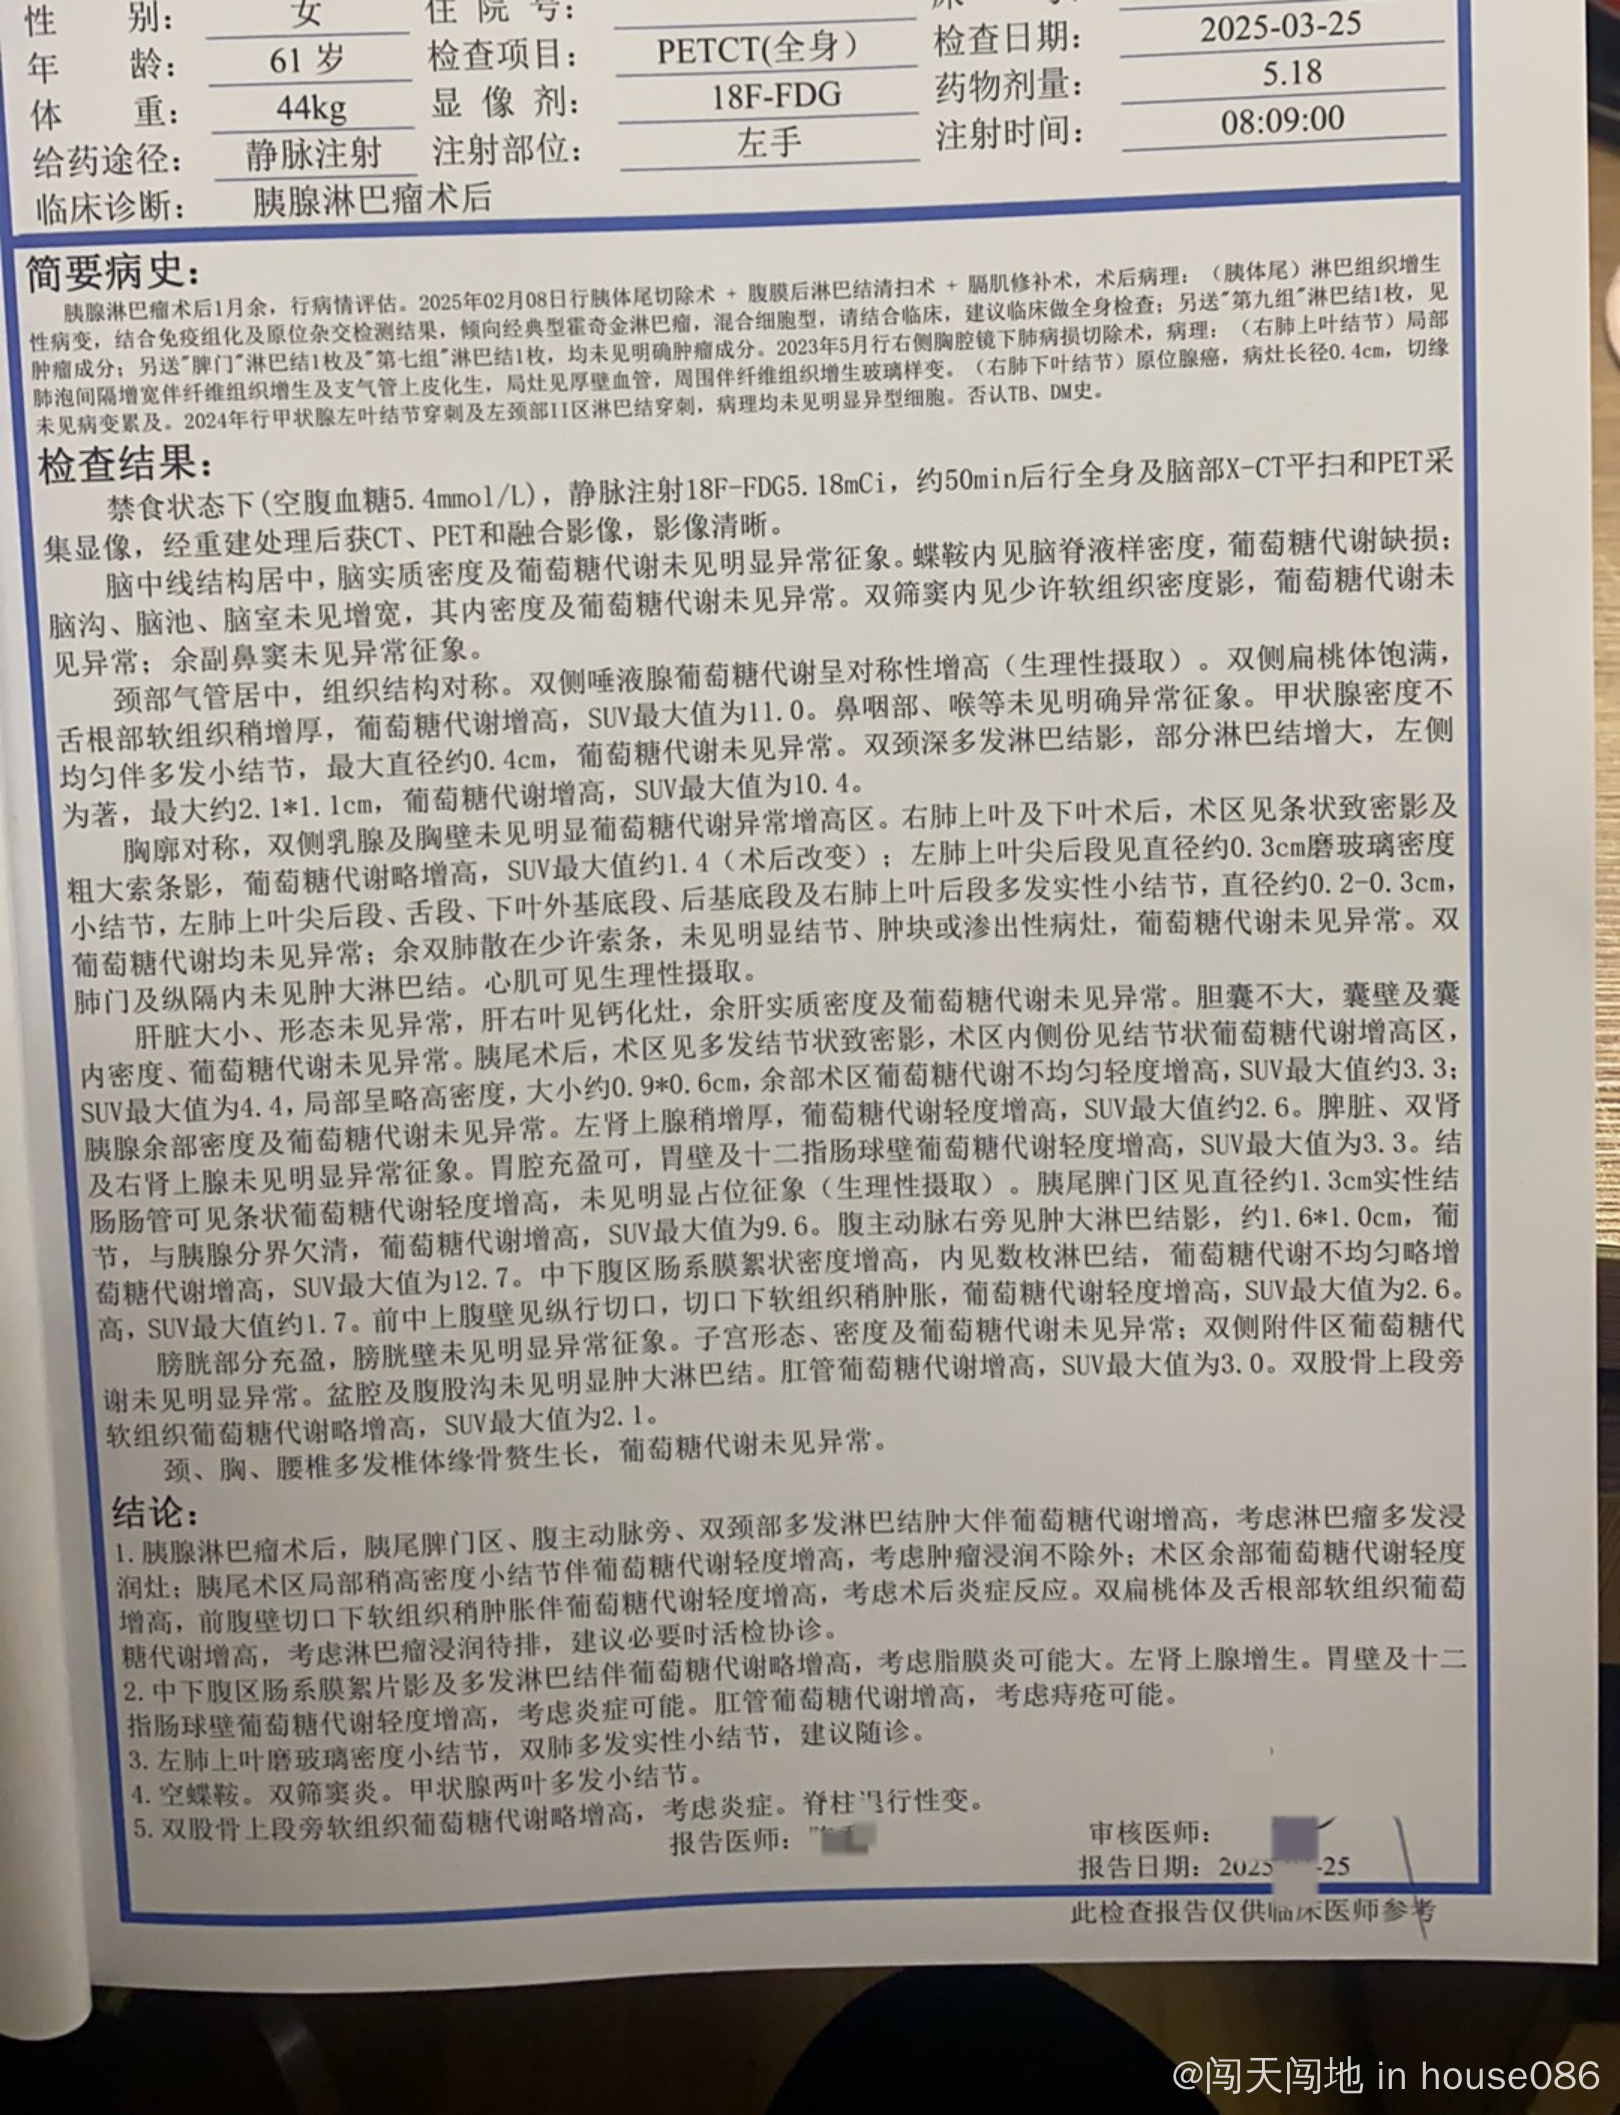 性 别： 女 住 院 号：
年 龄： 61 岁 检查项目： PETCT(全身） 检查日期： 2025-03-25
体 重： 44kg 显 像 剂： 18F-FDG 药物剂量： 5.18
给药途径： 静脉注射 注射部位： 左手 注射时间： 08:09:00
临床诊断： 胰腺淋巴瘤术后
简要病史：
胰腺淋巴瘤术后1月余，行病情评估。2025年02月08日行胰体尾切除术 + 腹膜后淋巴结清扫术 + 膈肌修补术，术后病理：（胰体尾）淋巴组织增生
性病变，结合免疫组化及原位杂交检测结果，倾向经典型霍奇金淋巴瘤，混合细胞型，请结合临床，建议临床做全身检查；另送"第九组"淋巴结1枚，见
肿瘤成分；另送"脾门"淋巴结1枚及"第七组"淋巴结1枚，均未见明确肿瘤成分。2023年5月行右侧胸腔镜下肺病损切除术，病理：（右肺上叶结节）局部
肺泡间隔增宽伴纤维组织增生及支气管上皮化生，局灶见厚壁血管，周围伴纤维组织增生玻璃样变。（右肺下叶结节）原位腺癌，病灶长径0.4cm，切缘
未见病变累及。2024年行甲状腺左叶结节穿刺及左颈部II区淋巴结穿刺，病理均未见明显异型细胞。否认TB、DM史。
检查结果：
禁食状态下(空腹血糖5.4mmol/L)，静脉注射18F-FDG5.18mCi，约50min后行全身及脑部X-CT平扫和PET采
集显像，经重建处理后获CT、PET和融合影像，影像清晰。
脑中线结构居中，脑实质密度及葡萄糖代谢未见明显异常征象。蝶鞍内见脑脊液样密度，葡萄糖代谢缺损；
脑沟、脑池、脑室未见增宽，其内密度及葡萄糖代谢未见异常。双筛窦内见少许软组织密度影，葡萄糖代谢未
见异常；余副鼻窦未见异常征象。
颈部气管居中，组织结构对称。双侧唾液腺葡萄糖代谢呈对称性增高（生理性摄取）。双侧扁桃体饱满，
舌根部软组织稍增厚，葡萄糖代谢增高，SUV最大值为11.0。鼻咽部、喉等未见明确异常征象。甲状腺密度不
均匀伴多发小结节，最大直径约0.4cm，葡萄糖代谢未见异常。双颈深多发淋巴结影，部分淋巴结增大，左侧
为著，最大约2.1*1.1cm，葡萄糖代谢增高，SUV最大值为10.4。
胸廓对称，双侧乳腺及胸壁未见明显葡萄糖代谢异常增高区。右肺上叶及下叶术后，术区见条状致密影及
粗大索条影，葡萄糖代谢略增高，SUV最大值约1.4（术后改变）；左肺上叶尖后段见直径约0.3cm磨玻璃密度
小结节，左肺上叶尖后段、舌段、下叶外基底段、后基底段及右肺上叶后段多发实性小结节，直径约0.2-0.3cm，
葡萄糖代谢均未见异常；余双肺散在少许索条，未见明显结节、肿块或渗出性病灶，葡萄糖代谢未见异常。双
肺门及纵隔内未见肿大淋巴结。心肌可见生理性摄取。
肝脏大小、形态未见异常，肝右叶见钙化灶，余肝实质密度及葡萄糖代谢未见异常。胆囊不大，囊壁及囊
内密度、葡萄糖代谢未见异常。胰尾术后，术区见多发结节状致密影，术区内侧份见结节状葡萄糖代谢增高区，
SUV最大值为4.4，局部呈略高密度，大小约0.9*0.6cm，余部术区葡萄糖代谢不均匀轻度增高，SUV最大值约3.3；
胰腺余部密度及葡萄糖代谢未见异常。左肾上腺稍增厚，葡萄糖代谢轻度增高，SUV最大值约2.6。脾脏、双肾
及右肾上腺未见明显异常征象。胃腔充盈可，胃壁及十二指肠球壁葡萄糖代谢轻度增高，SUV最大值为3.3。结
肠肠管可见条状葡萄糖代谢轻度增高，未见明显占位征象（生理性摄取）。胰尾脾门区见直径约1.3cm实性结
节，与胰腺分界欠清，葡萄糖代谢增高，SUV最大值为9.6。腹主动脉右旁见肿大淋巴结影，约1.6*1.0cm，葡
萄糖代谢增高，SUV最大值为12.7。中下腹区肠系膜絮状密度增高，内见数枚淋巴结，葡萄糖代谢不均匀略增
高，SUV最大值约1.7。前中上腹壁见纵行切口，切口下软组织稍肿胀，葡萄糖代谢轻度增高，SUV最大值为2.6。
膀胱部分充盈，膀胱壁未见明显异常征象。子宫形态、密度及葡萄糖代谢未见异常；双侧附件区葡萄糖代
谢未见明显异常。盆腔及腹股沟未见明显肿大淋巴结。肛管葡萄糖代谢增高，SUV最大值为3.0。双股骨上段旁
软组织葡萄糖代谢略增高，SUV最大值为2.1。
颈、胸、腰椎多发椎体缘骨赘生长，葡萄糖代谢未见异常。
结论：
1.胰腺淋巴瘤术后，胰尾脾门区、腹主动脉旁、双颈部多发淋巴结肿大伴葡萄糖代谢增高，考虑淋巴瘤多发浸
润灶；胰尾术区局部稍高密度小结节伴葡萄糖代谢轻度增高，考虑肿瘤浸润不除外；术区余部葡萄糖代谢轻度
增高，前腹壁切口下软组织稍肿胀伴葡萄糖代谢轻度增高，考虑术后炎症反应。双扁桃体及舌根部软组织葡萄
糖代谢增高，考虑淋巴瘤浸润待排，建议必要时活检协诊。
2.中下腹区肠系膜絮片影及多发淋巴结伴葡萄糖代谢略增高，考虑脂膜炎可能大。左肾上腺增生。胃壁及十二
指肠球壁葡萄糖代谢轻度增高，考虑炎症可能。肛管葡萄糖代谢增高，考虑痔疮可能。
3.左肺上叶磨玻璃密度小结节，双肺多发实性小结节，建议随诊。
4.空蝶鞍。双筛窦炎。甲状腺两叶多发小结节。
5.双股骨上段旁软组织葡萄糖代谢略增高，考虑炎症。脊柱退行性变。
报告医师： 审核医师：
报告日期：2025 -25
此检查报告仅供临床医师参考
@闯天闯地 in house086